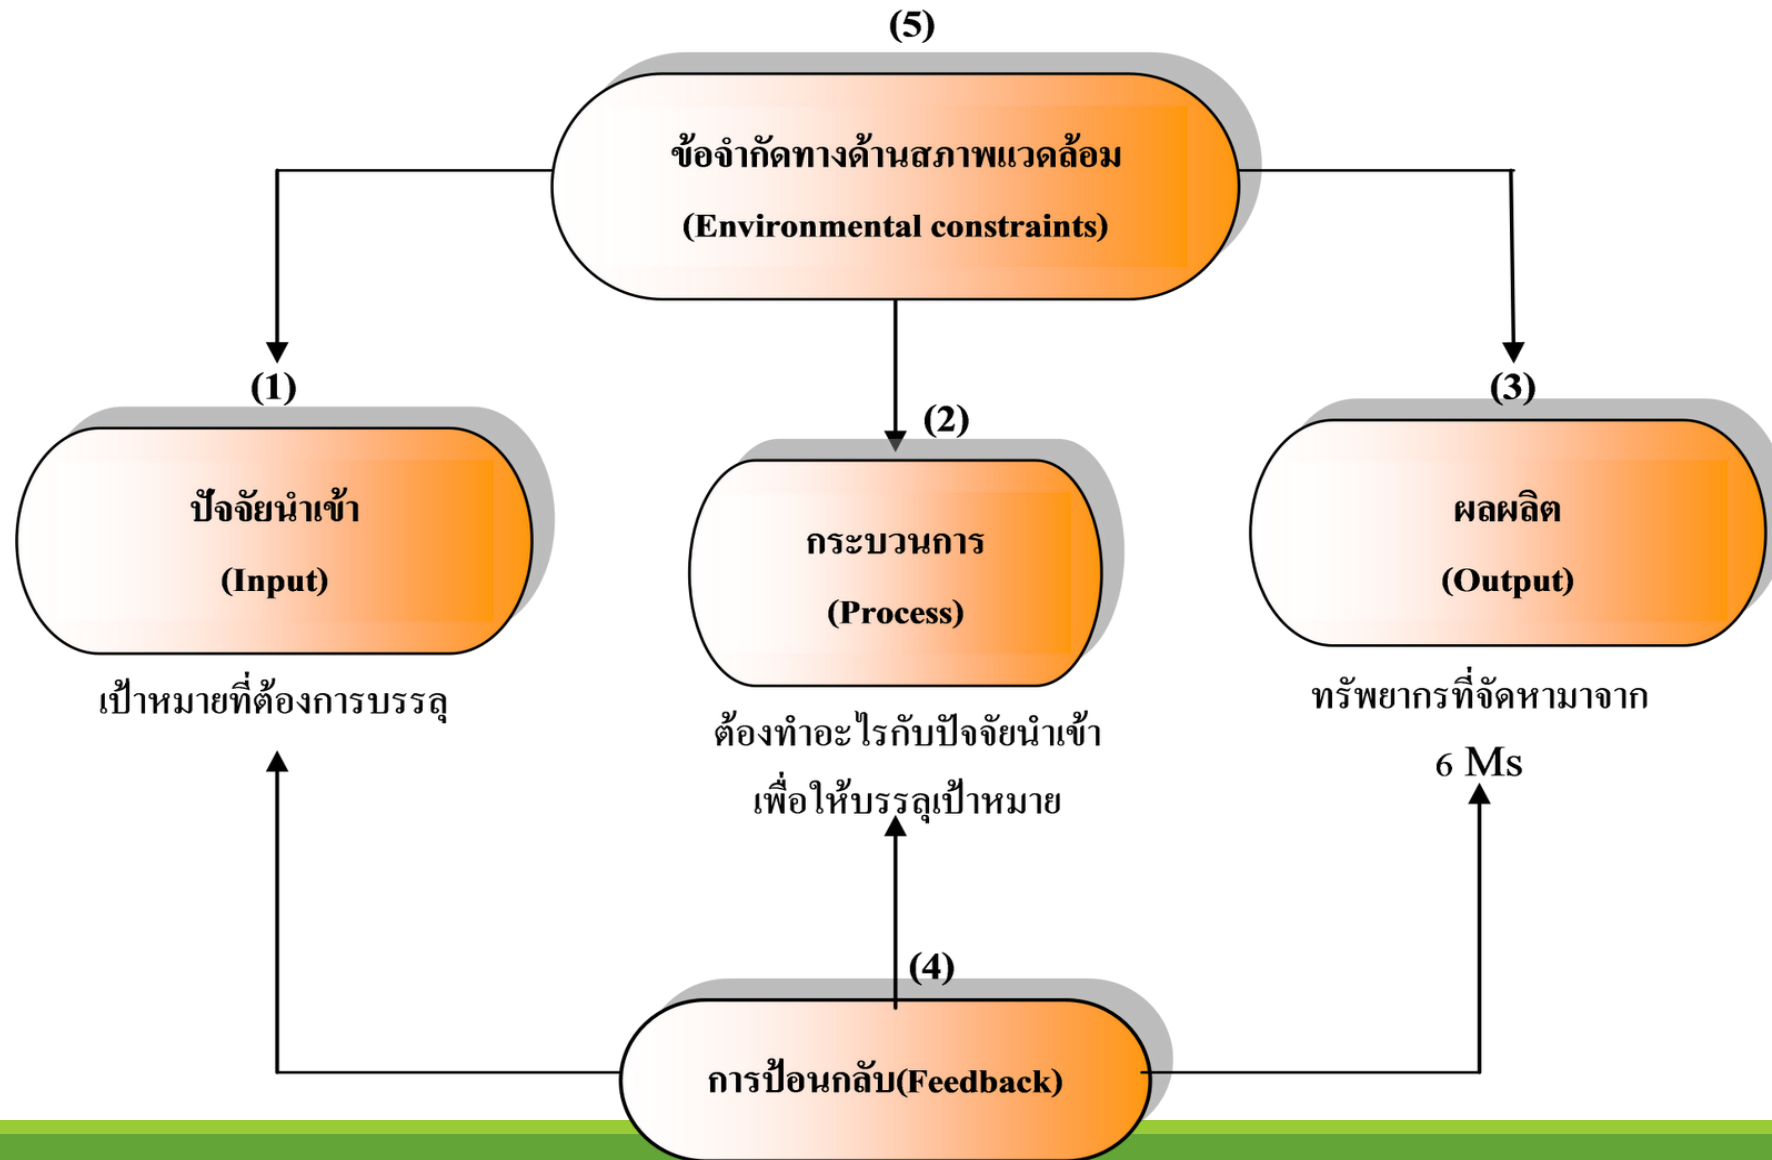 (5)
ข้อจำกัดทางด้านสภาพแวดล้อม
(Environmental constraints)
(1)
ปัจจัยนำเข้า
(Input)
เป้าหมายที่ต้องการบรรลุ
(2)
กระบวนการ
(Process)
ต้องทำอะไรกับปัจจัยนำเข้า
เพื่อให้บรรลุเป้าหมาย
(3)
ผลผลิต
(Output)
ทรัพยากรที่จัดหามาจาก
6 Ms
(4)
การป้อนกลับ(Feedback)